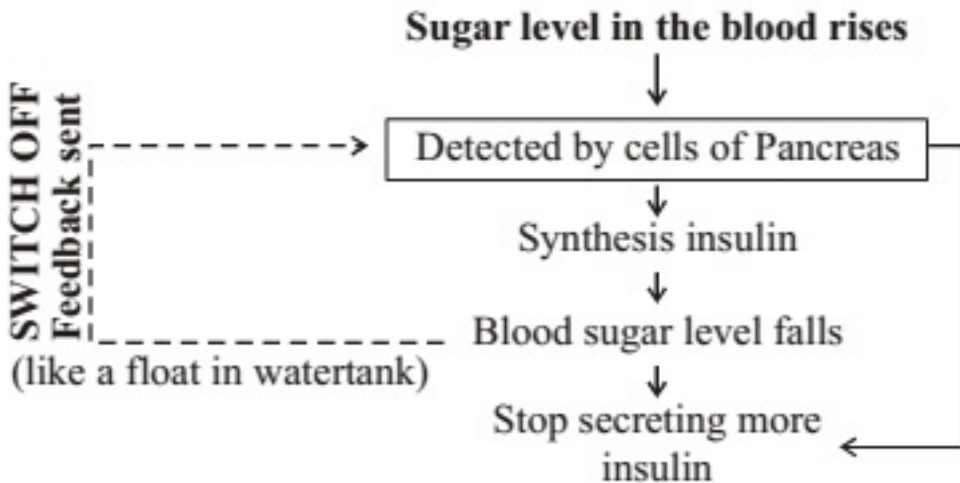 Sugar level in the blood rises
SWITCH OFF
Feedback sent
Detected by cells of Pancreas
Synthesis insulin
Blood sugar level falls
(like a float in watertank)
Stop secreting more
insulin